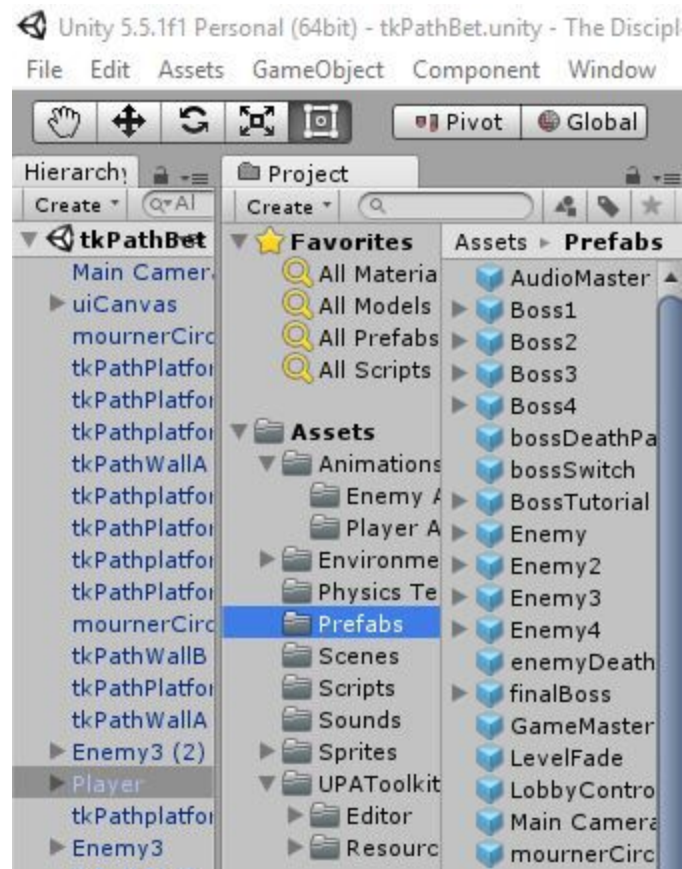 Unity 5.5.1f1 Personal (64bit) - tkPathBet.unity - The Discipl
File Edit Assets GameObject Component Window
Pivot Global
Hierarchy
Create Al
tkPathBet
Main Camera
uiCanvas
mournerCirc
tkPathPlatfor
tkPathPlatfor
tkPathplatfor
tkPathWallA
tkPathplatfor
tkPathPlatfor
tkPathplatfor
tkPathPlatfor
mournerCirc
tkPathWallB
tkPathPlatfor
tkPathWallA
Enemy3 (2)
Player
tkPathplatfor
Enemy3
Project
Create
Favorites
All Materia
All Models
All Prefabs
All Scripts
Assets
Animations
Enemy A
Player A
Environme
Physics Te
Prefabs
Scenes
Scripts
Sounds
Sprites
UPAToolkit
Editor
Resourc
Assets Prefabs
AudioMaster
Boss1
Boss2
Boss3
Boss4
bossDeathPa
bossSwitch
BossTutorial
Enemy
Enemy2
Enemy3
Enemy4
enemyDeath
finalBoss
GameMaster
LevelFade
LobbyContro
Main Camera
mournerCirc